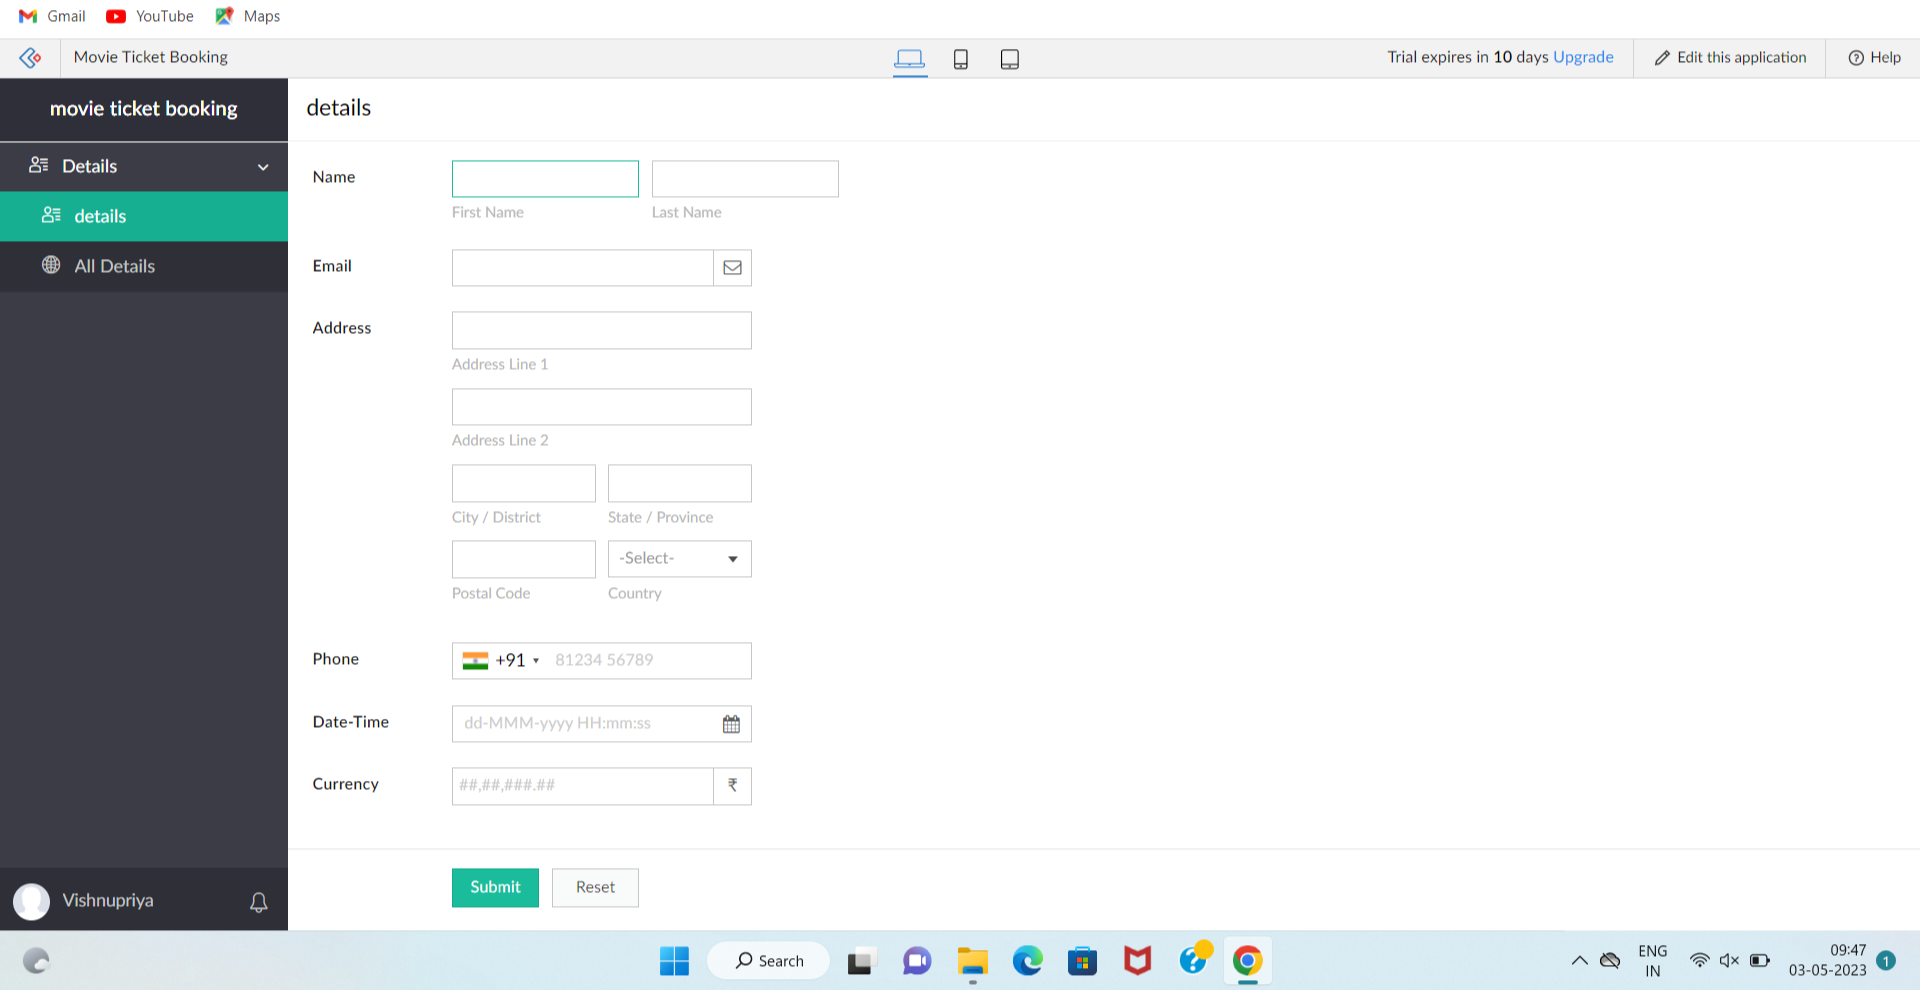 Gmail YouTube Maps
Movie Ticket Booking Trial expires in 10 days Upgrade Edit this application Help
movie ticket booking
Details
details
All Details
Vishnupriya
details
Name
First Name Last Name
Email
Address
Address Line 1
Address Line 2
City / District State / Province
-Select-
Postal Code Country
Phone +91 81234 56789
Date-Time dd-MMM-yyyy HH:mm:ss
Currency ##,##,###.## ₹
Submit Reset
Search
ENG
IN
09:47
03-05-2023
1